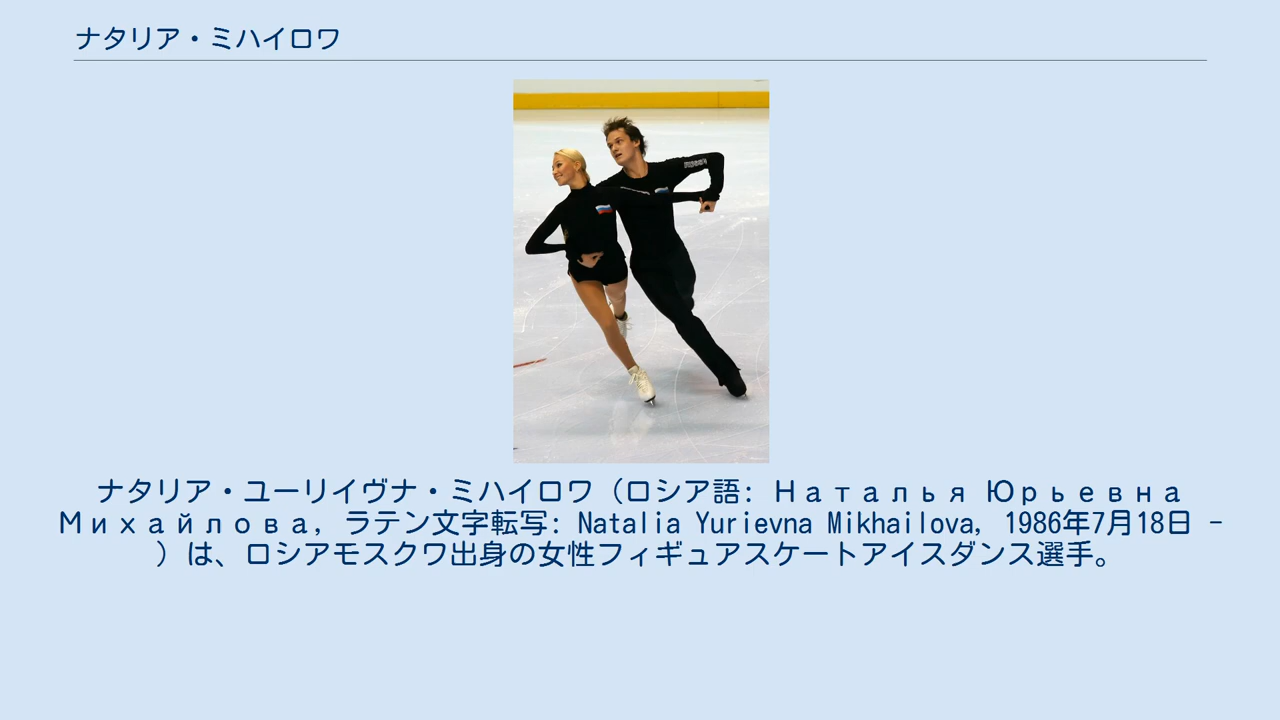 ナタリア・ミハイロワ
RUSSIA
ナタリア・ユーリイヴナ・ミハイロワ（ロシア語: Наталья Юрьевна
Михайлова, ラテン文字転写: Natalia Yurievna Mikhailova, 1986年7月18日 -
）は、ロシアモスクワ出身の女性フィギュアスケートアイスダンス選手。